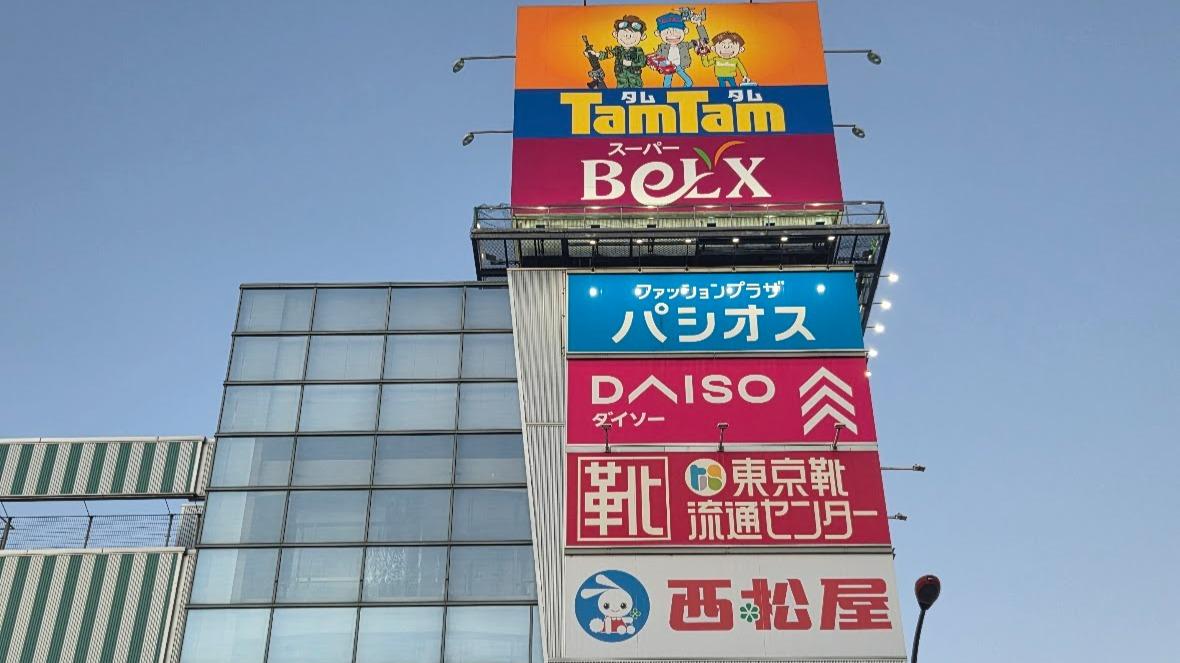 タム タム
TamTam
スーパー
BeLX
ファッションプラザ
パシオス
DAISO
ダイソー
靴 東京靴
流通センター
西松屋